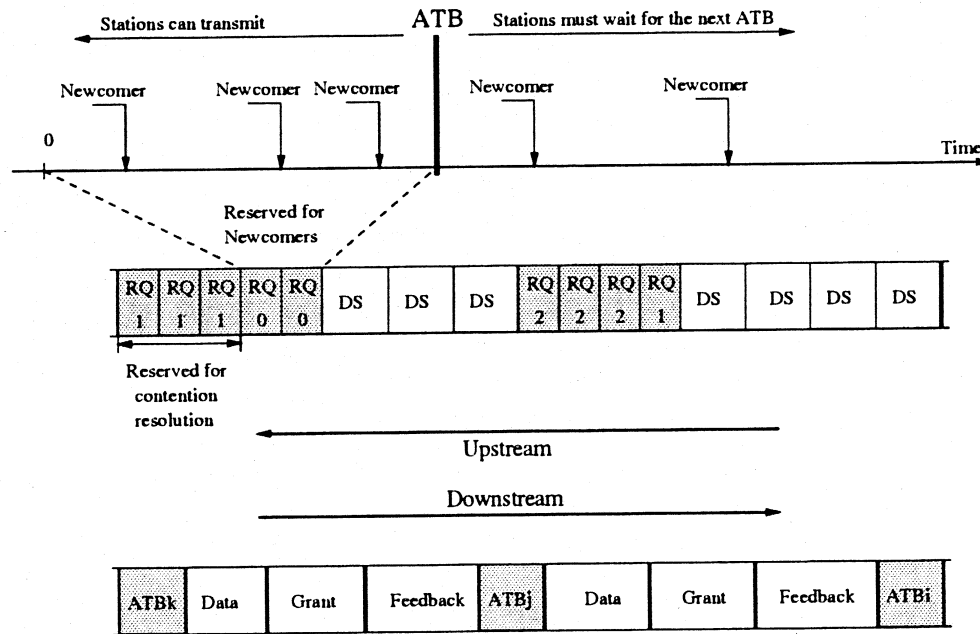 Stations can transmit
ATB
Stations must wait for the next ATB
Newcomer
Newcomer
Newcomer
Newcomer
Newcomer
0
Time
Reserved for
Newcomers
RQ RQ RQ RQ RQ
1 1 1 0 0
DS DS DS
RQ RQ RQ RQ
2 2 2 1
DS DS DS DS
Reserved for
contention
resolution
Upstream
Downstream
ATBk Data Grant Feedback ATBj Data Grant Feedback ATBi